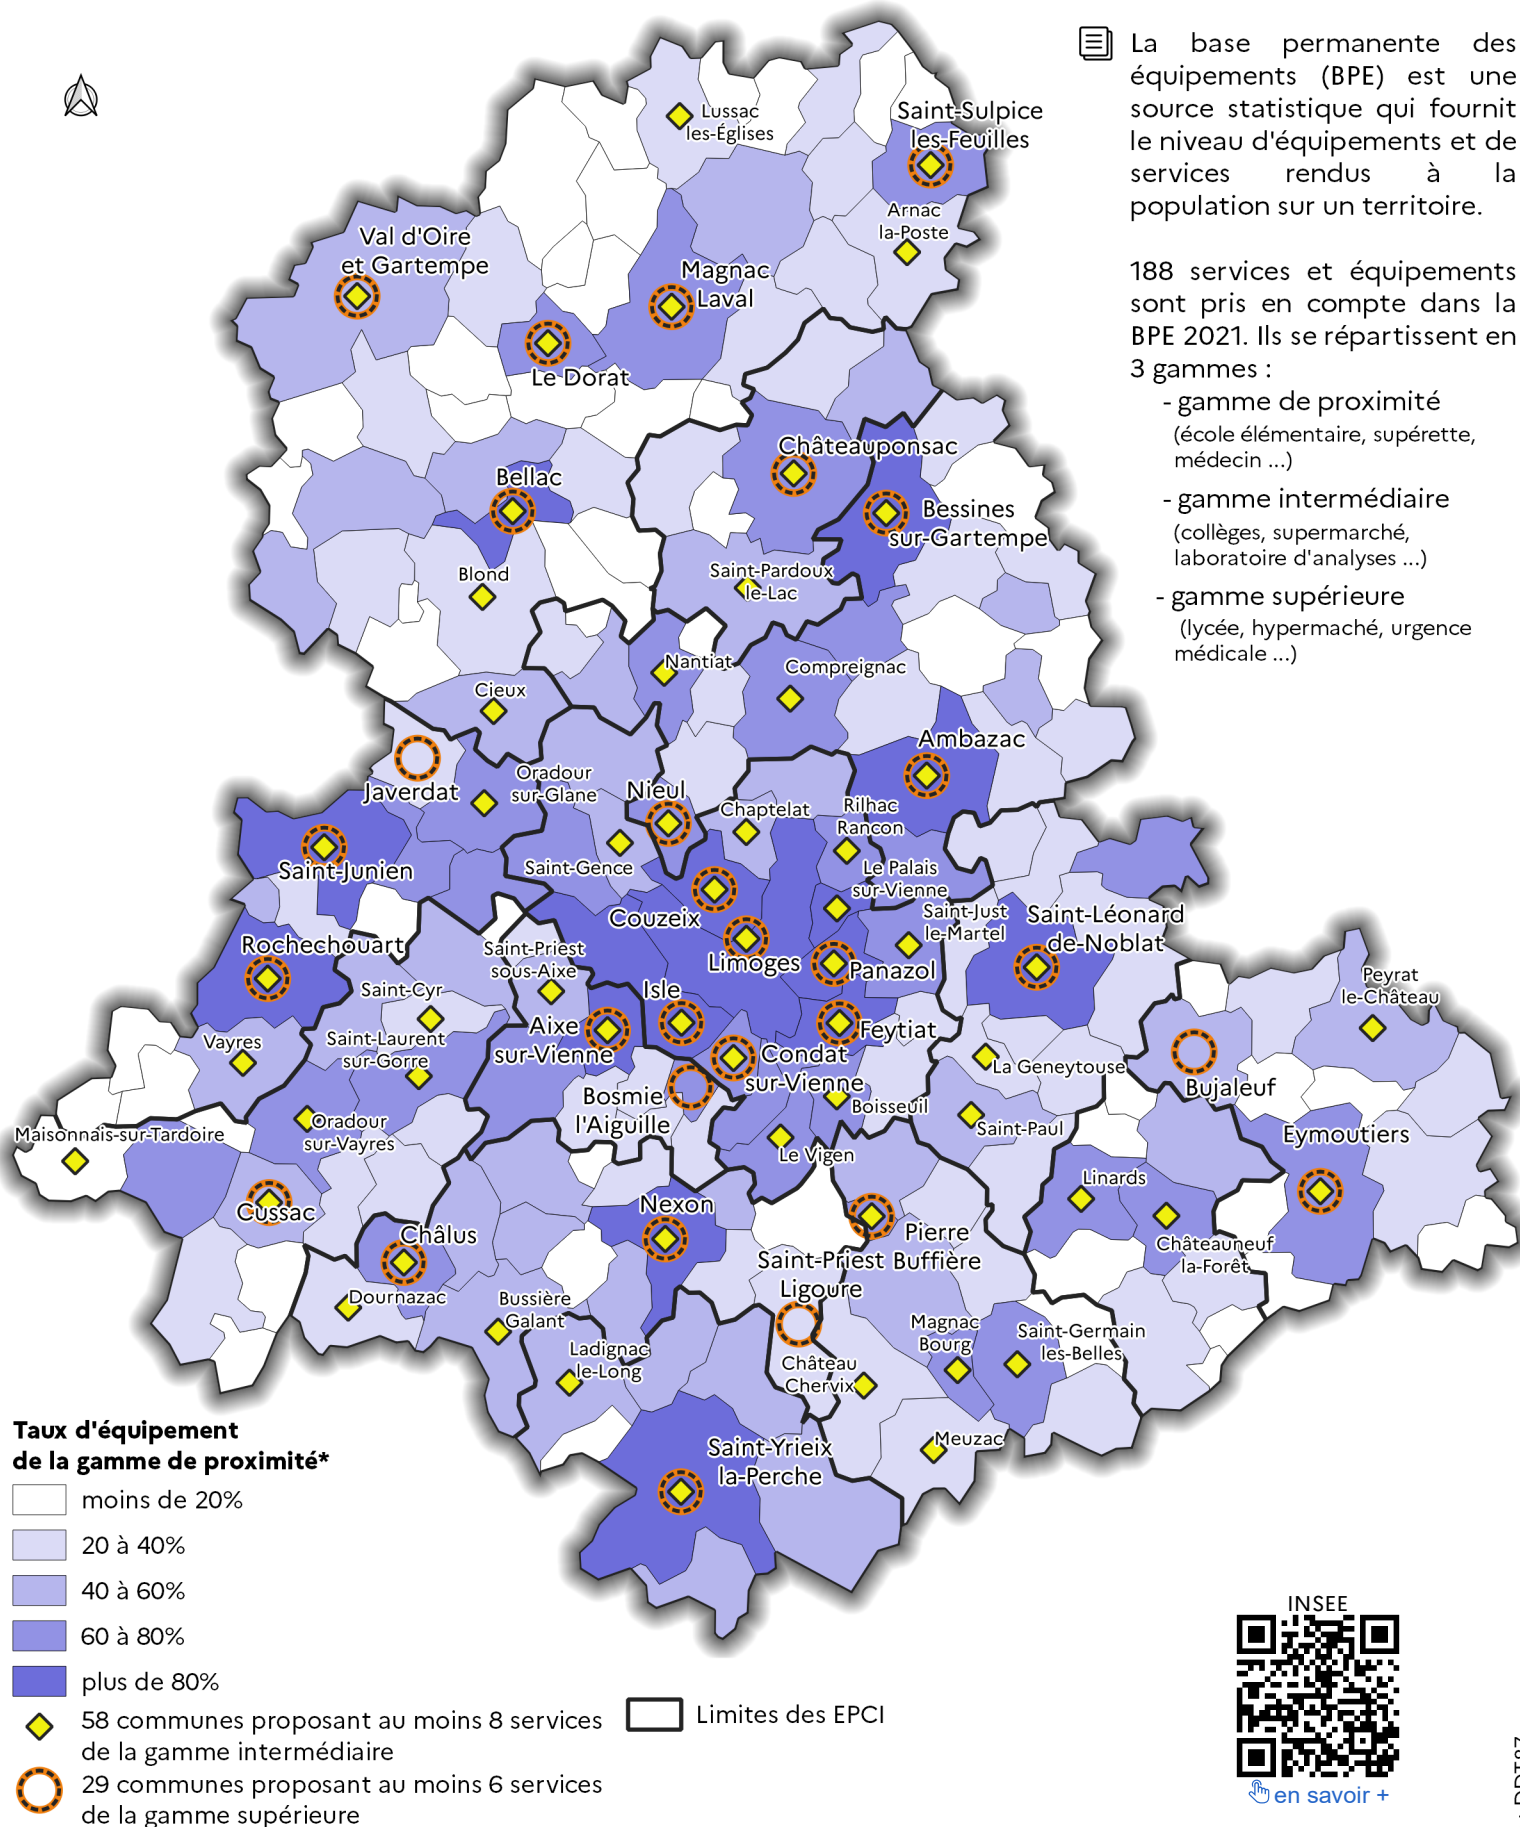 La base permanente des
équipements (BPE) est une
source statistique qui fournit
le niveau d'équipements et de
services rendus à la
population sur un territoire.
188 services et équipements
sont pris en compte dans la
BPE 2021. Ils se répartissent en
3 gammes :
- gamme de proximité
(école élémentaire, supérette,
médecin ...)
- gamme intermédiaire
(collèges, supermarché,
laboratoire d'analyses ...)
- gamme supérieure
(lycée, hypermaché, urgence
médicale ...)
Lussac
les-Églises
Saint-Sulpice
les-Feuilles
Arnac
la-Poste
Val d'Oire
et Gartempe
Magnac
Laval
Le Dorat
Châteauponsac
Bellac
Bessines
sur-Gartempe
Blond
Saint-Pardoux
le-Lac
Nantiat
Compreignac
Cieux
Ambazac
Javerdat
Oradour
sur-Glane
Nieul
Chaptelat
Rilhac
Rancon
Saint-Junien
Saint-Gence
Le Palais
sur-Vienne
Couzeix
Saint-Just
le-Martel
Saint-Léonard
de-Noblat
Rochechouart
Saint-Priest
sous-Aixe
Limoges
Panazol
Peyrat
le-Château
Saint-Cyr
Isle
Aixe
sur-Vienne
Feytiat
Vayres
Saint-Laurent
sur-Gorre
Condat
sur-Vienne
La Geneytouse
Bujaleuf
Bosmie
l'Aiguille
Boisseuil
Maisonnais-sur-Tardoire
Oradour
sur-Vayres
Saint-Paul
Eymoutiers
Le Vigen
Linards
Cussac
Nexon
Châlus
Pierre
Buffière
Châteauneuf
la-Forêt
Saint-Priest
Ligoure
Dournazac
Bussière
Galant
Magnac
Bourg
Saint-Germain
les-Belles
Ladignac
le-Long
Château
Chervix
Meuzac
Saint-Yrieix
la-Perche
Taux d'équipement
de la gamme de proximité*
moins de 20%
20 à 40%
40 à 60%
60 à 80%
plus de 80%
58 communes proposant au moins 8 services
de la gamme intermédiaire
29 communes proposant au moins 6 services
de la gamme supérieure
Limites des EPCI
INSEE
en savoir +